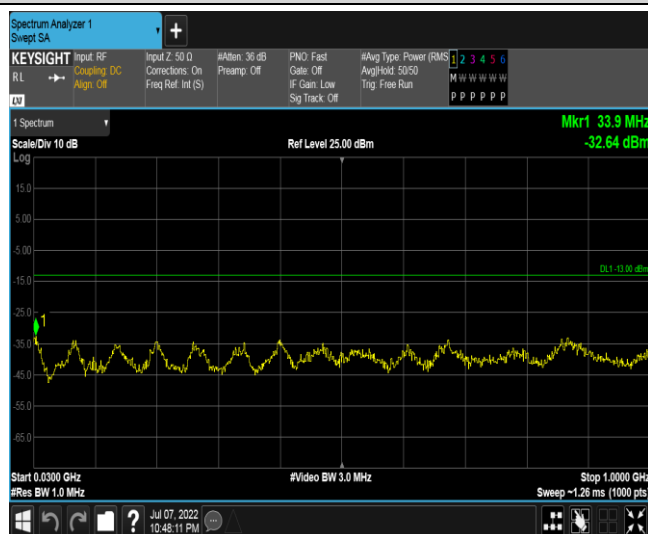 Spectrum Analyzer 1
Swept SA
+
KEYSIGHT
RL
LXI
Input: RF
Coupling: DC
Align: Off
Input Z: 50 Ω
Corrections: On
Freq Ref: Int (S)
#Atten: 36 dB
Preamp: Off
PNO: Fast
Gate: Off
IF Gain: Low
Sig Track: Off
#Avg Type: Power (RMS
Avg|Hold: 50/50
Trig: Free Run
1 2 3 4 5 6
M W W W W W
P P P P P P
1 Spectrum
Scale/Div 10 dB
Ref Level 25.00 dBm
Mkr1 33.9 MHz
-32.64 dBm
Log
15.0
5.00
-5.00
DL1 -13.00 dBm
-15.0
-25.0
1
-35.0
-45.0
-55.0
-65.0
Start 0.0300 GHz
#Video BW 3.0 MHz
Stop 1.0000 GHz
#Res BW 1.0 MHz
Sweep ~1.26 ms (1000 pts)
?
Jul 07, 2022
10:48:11 PM